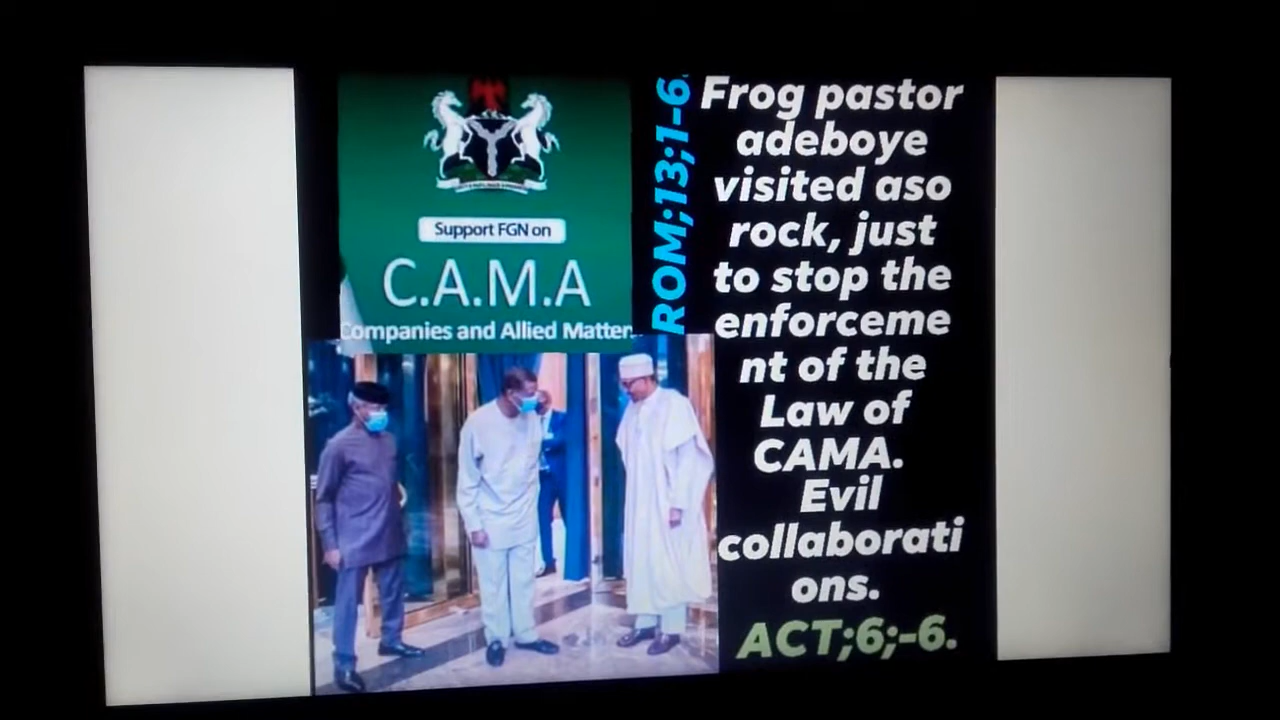 Support FGN on
C.A.M.A
Companies and Allied Matter
ROM;13;1-6.
Frog pastor
adeboye
visited aso
rock, just
to stop the
enforceme
nt of the
Law of
CAMA.
Evil
collaborati
ons.
ACT;6;-6.